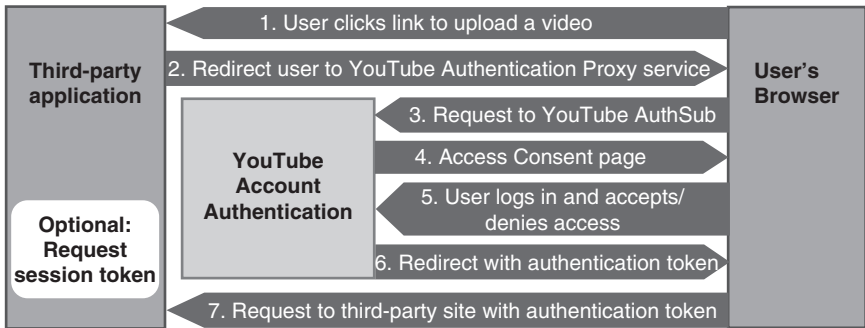 1. User clicks link to upload a video
Third-party
application
2. Redirect user to YouTube Authentication Proxy service
User's
Browser
3. Request to YouTube AuthSub
YouTube
Account
Authentication
4. Access Consent page
5. User logs in and accepts/
denies access
Optional:
Request
session token
6. Redirect with authentication token
7. Request to third-party site with authentication token